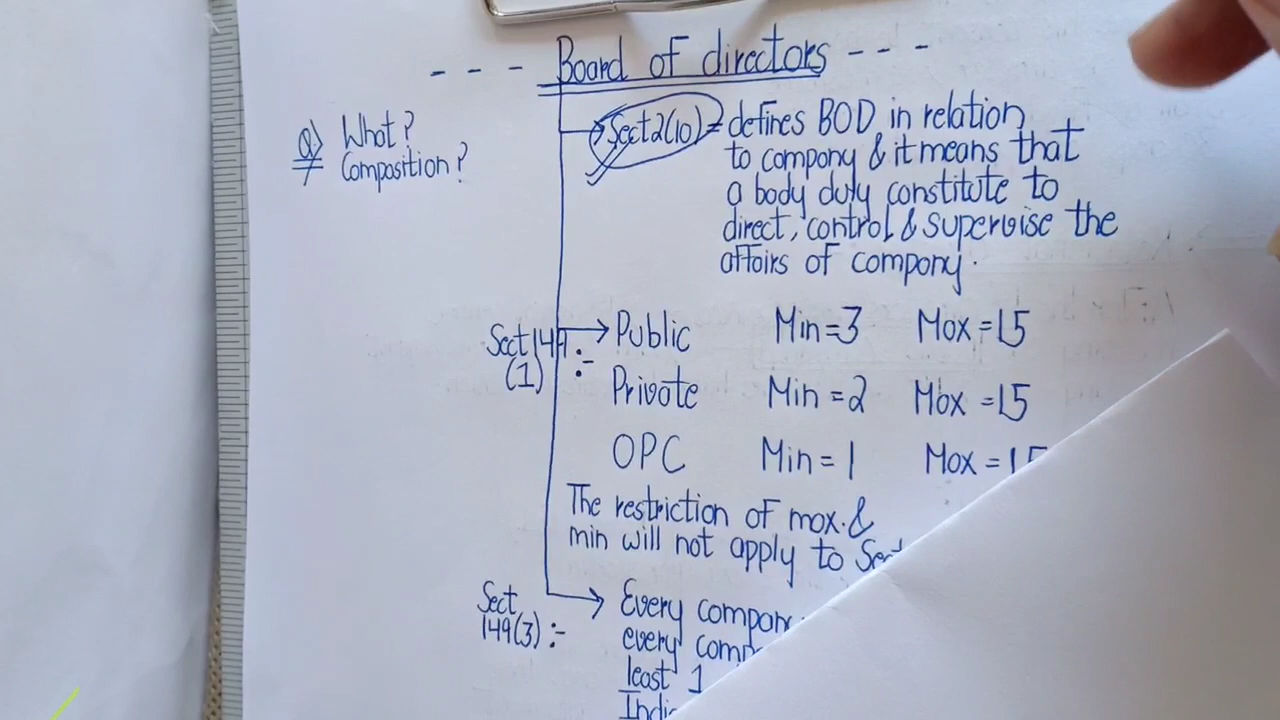 - - - Board of directors - - -
Q) What?
Composition?
Sect 2(10) = defines BOD in relation
to company & it means that
a body duly constitute to
direct, control & supervise the
affairs of company.
Sect 149 (1) :- Public Min = 3 Max = 15
Private Min = 2 Max = 15
OPC Min = 1 Max = 15
The restriction of max. &
min will not apply to
Sect 149(3) :- Every
every
least 1